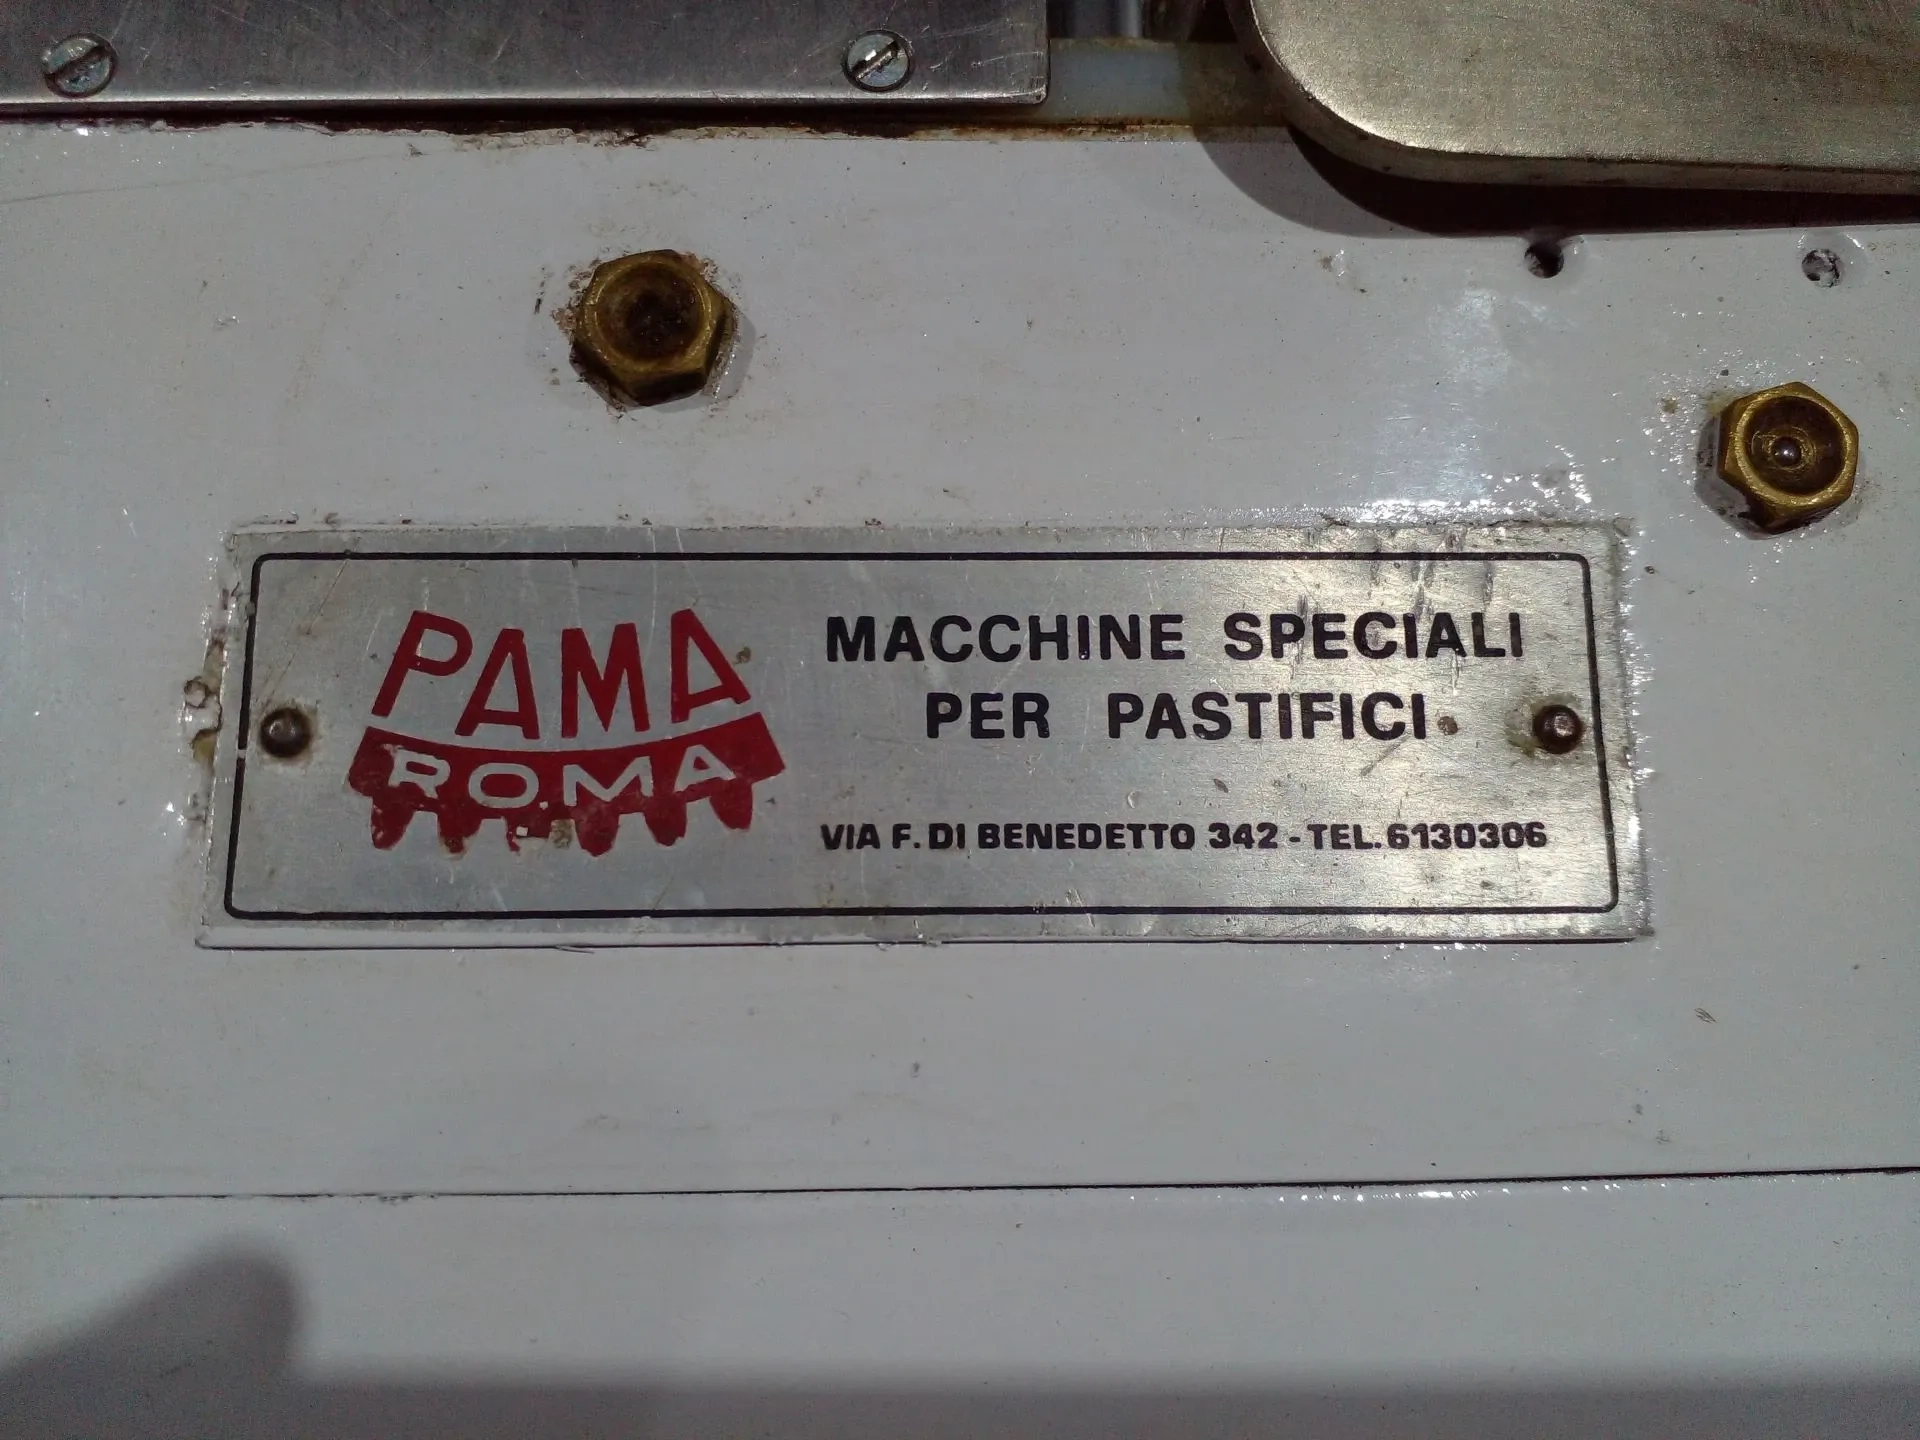 PAMA
ROMA
MACCHINE SPECIALI
PER PASTIFICI
VIA F. DI BENEDETTO 342 - TEL. 6130306